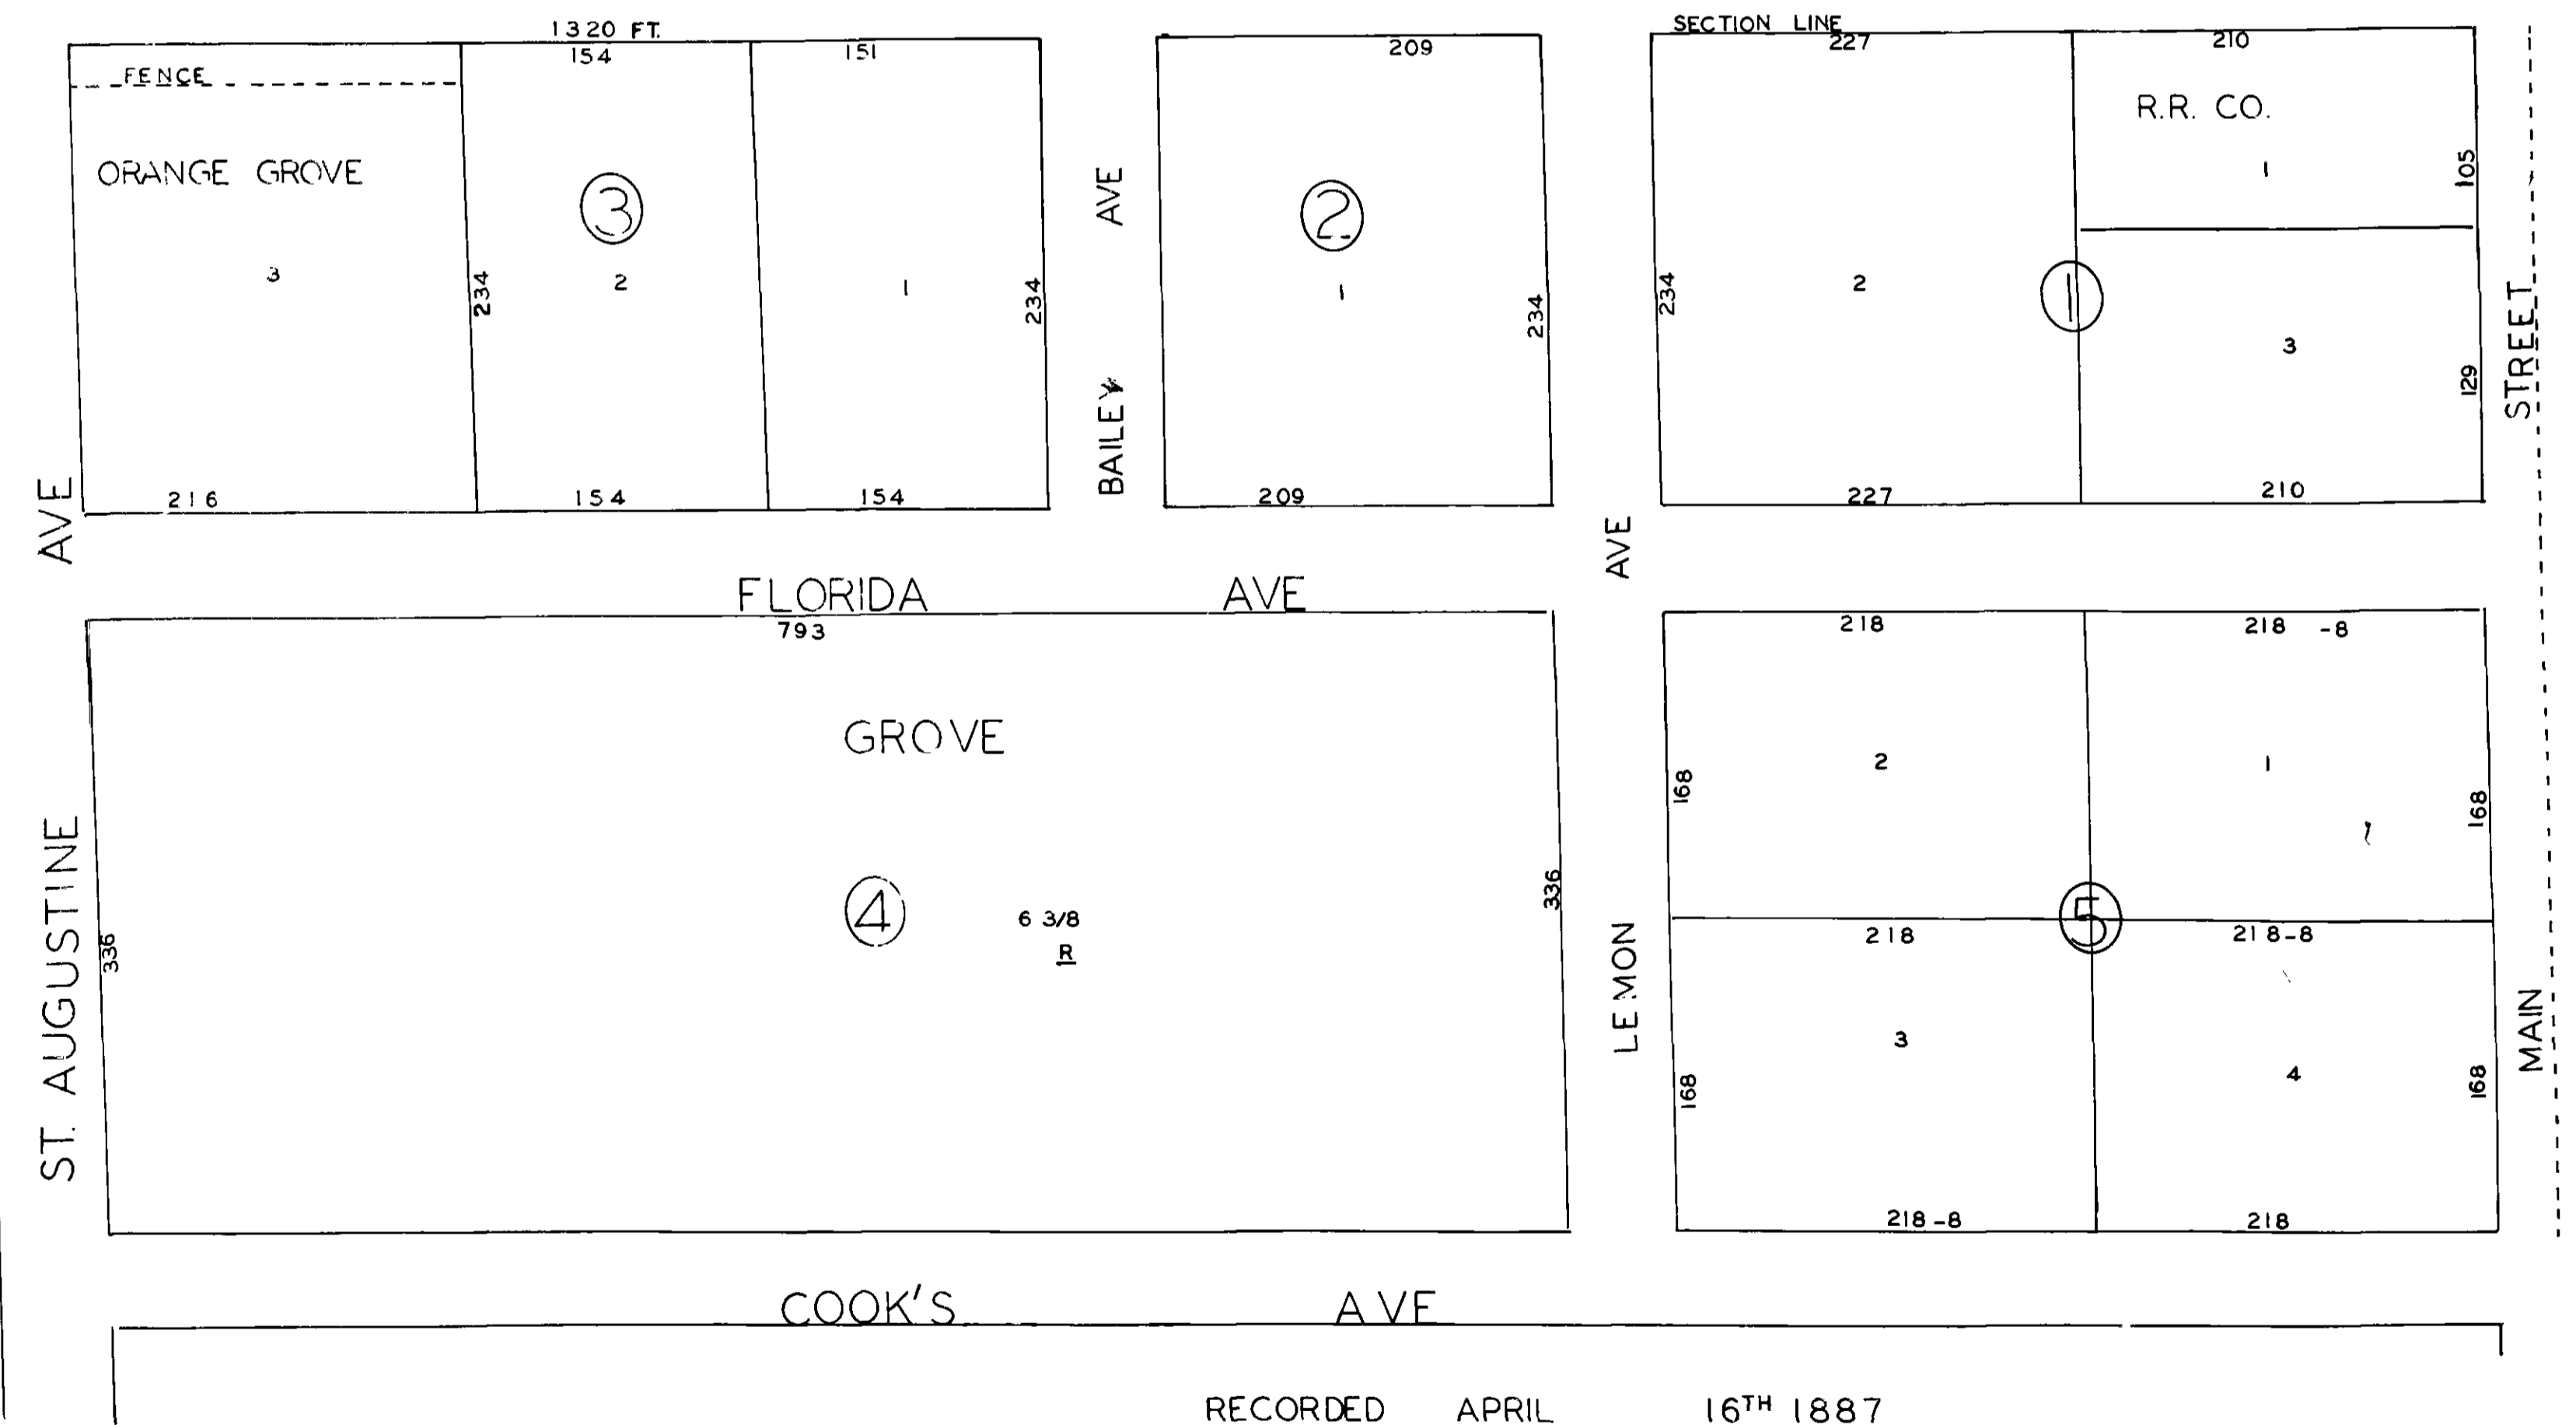 1320 FT.
SECTION LINE
154
151
209
227
210
FENCE
R.R. CO.
ORANGE GROVE
3
2
1
105
AVE
1
3
234
2
1
234
BAILEY AVE
1
234
234
2
1
3
129
STREET
216
154
154
209
227
210
AVE
FLORIDA AVE
793
218
218 -8
GROVE
2
1
168
168
ST. AUGUSTINE
336
4
6 3/8
R
336
LEMON
5
218
218-8
3
4
168
168
MAIN
218-8
218
COOK'S AVE
RECORDED APRIL 16TH 1887